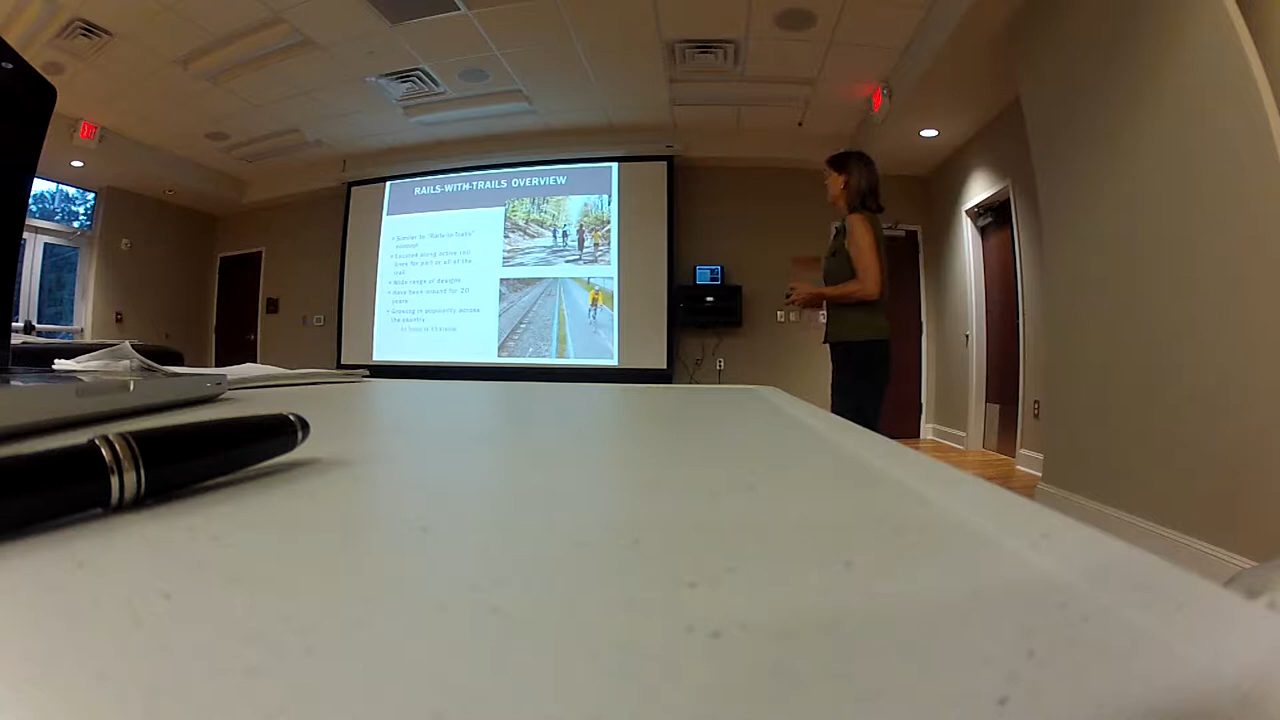 EXIT
RAILS-WITH-TRAILS OVERVIEW
• Similar to "Rails-to-Trails"
concept
• Located along active rail
lines for part or all of the
trail.
• Wide range of designs
• Have been around for 20
years
• Growing in popularity across
the country